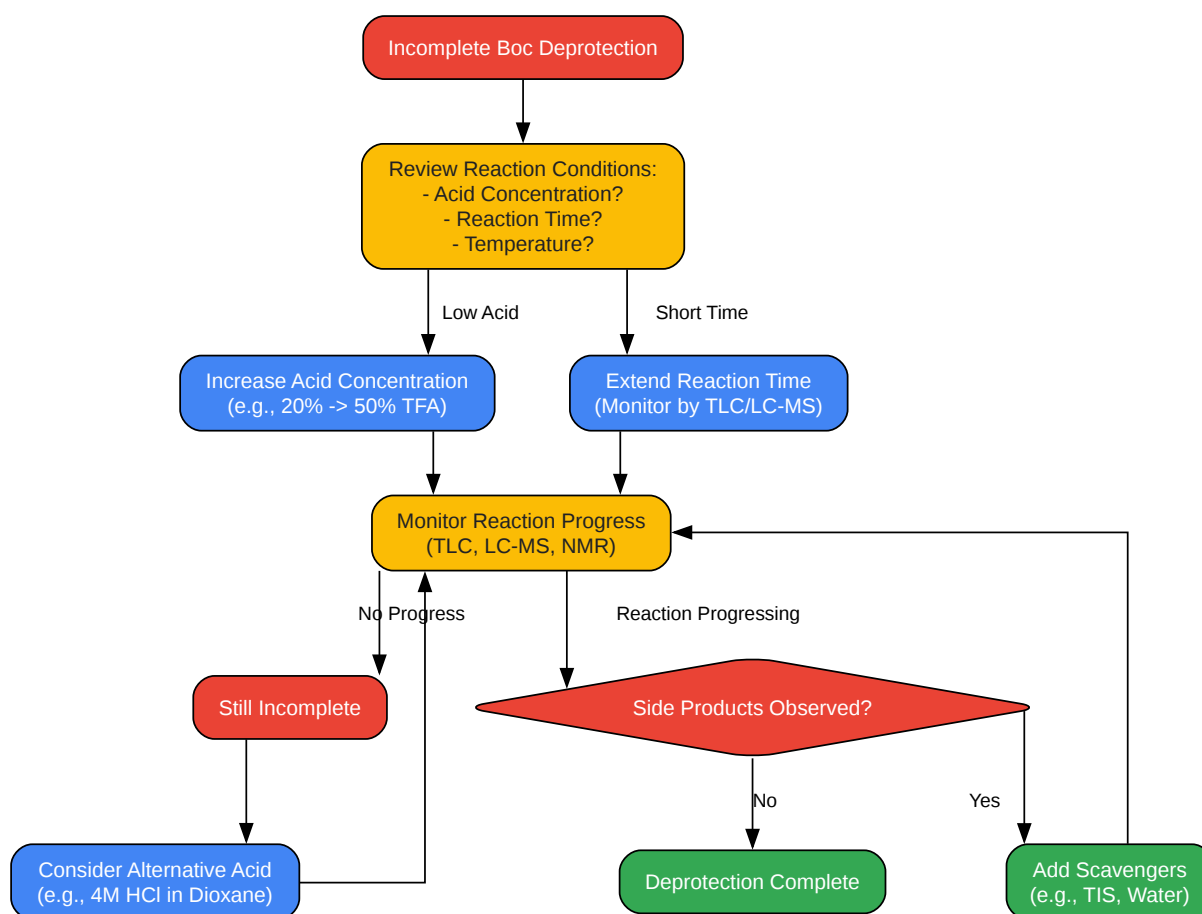 Incomplete Boc Deprotection
Review Reaction Conditions:
- Acid Concentration?
- Reaction Time?
- Temperature?
Low Acid
Short Time
Increase Acid Concentration
(e.g., 20% -> 50% TFA)
Extend Reaction Time
(Monitor by TLC/LC-MS)
Monitor Reaction Progress
(TLC, LC-MS, NMR)
No Progress
Reaction Progressing
Still Incomplete
Side Products Observed?
No
Yes
Consider Alternative Acid
(e.g., 4M HCl in Dioxane)
Deprotection Complete
Add Scavengers
(e.g., TIS, Water)